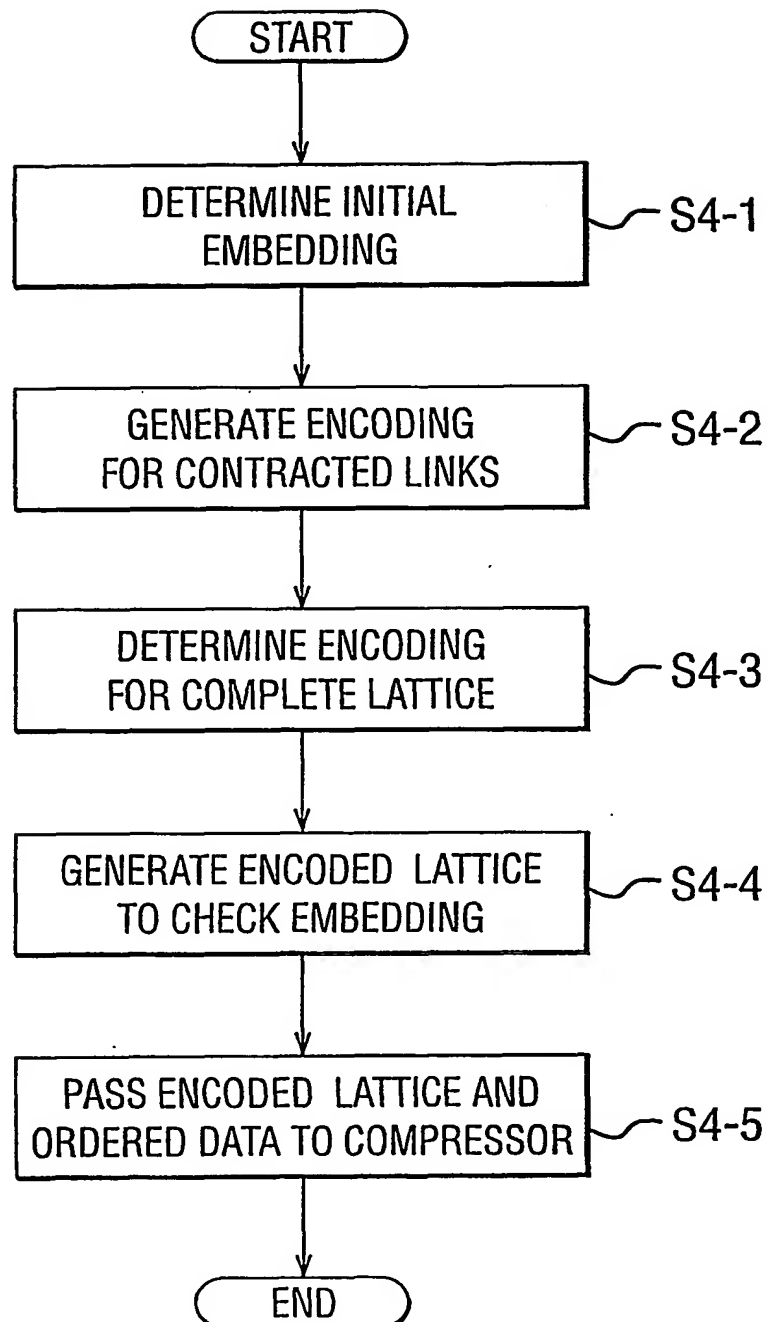 START
DETERMINE INITIAL
EMBEDDING
S4-1
GENERATE ENCODING
FOR CONTRACTED LINKS
S4-2
DETERMINE ENCODING
FOR COMPLETE LATTICE
S4-3
GENERATE ENCODED LATTICE
TO CHECK EMBEDDING
S4-4
PASS ENCODED LATTICE AND
ORDERED DATA TO COMPRESSOR
S4-5
END